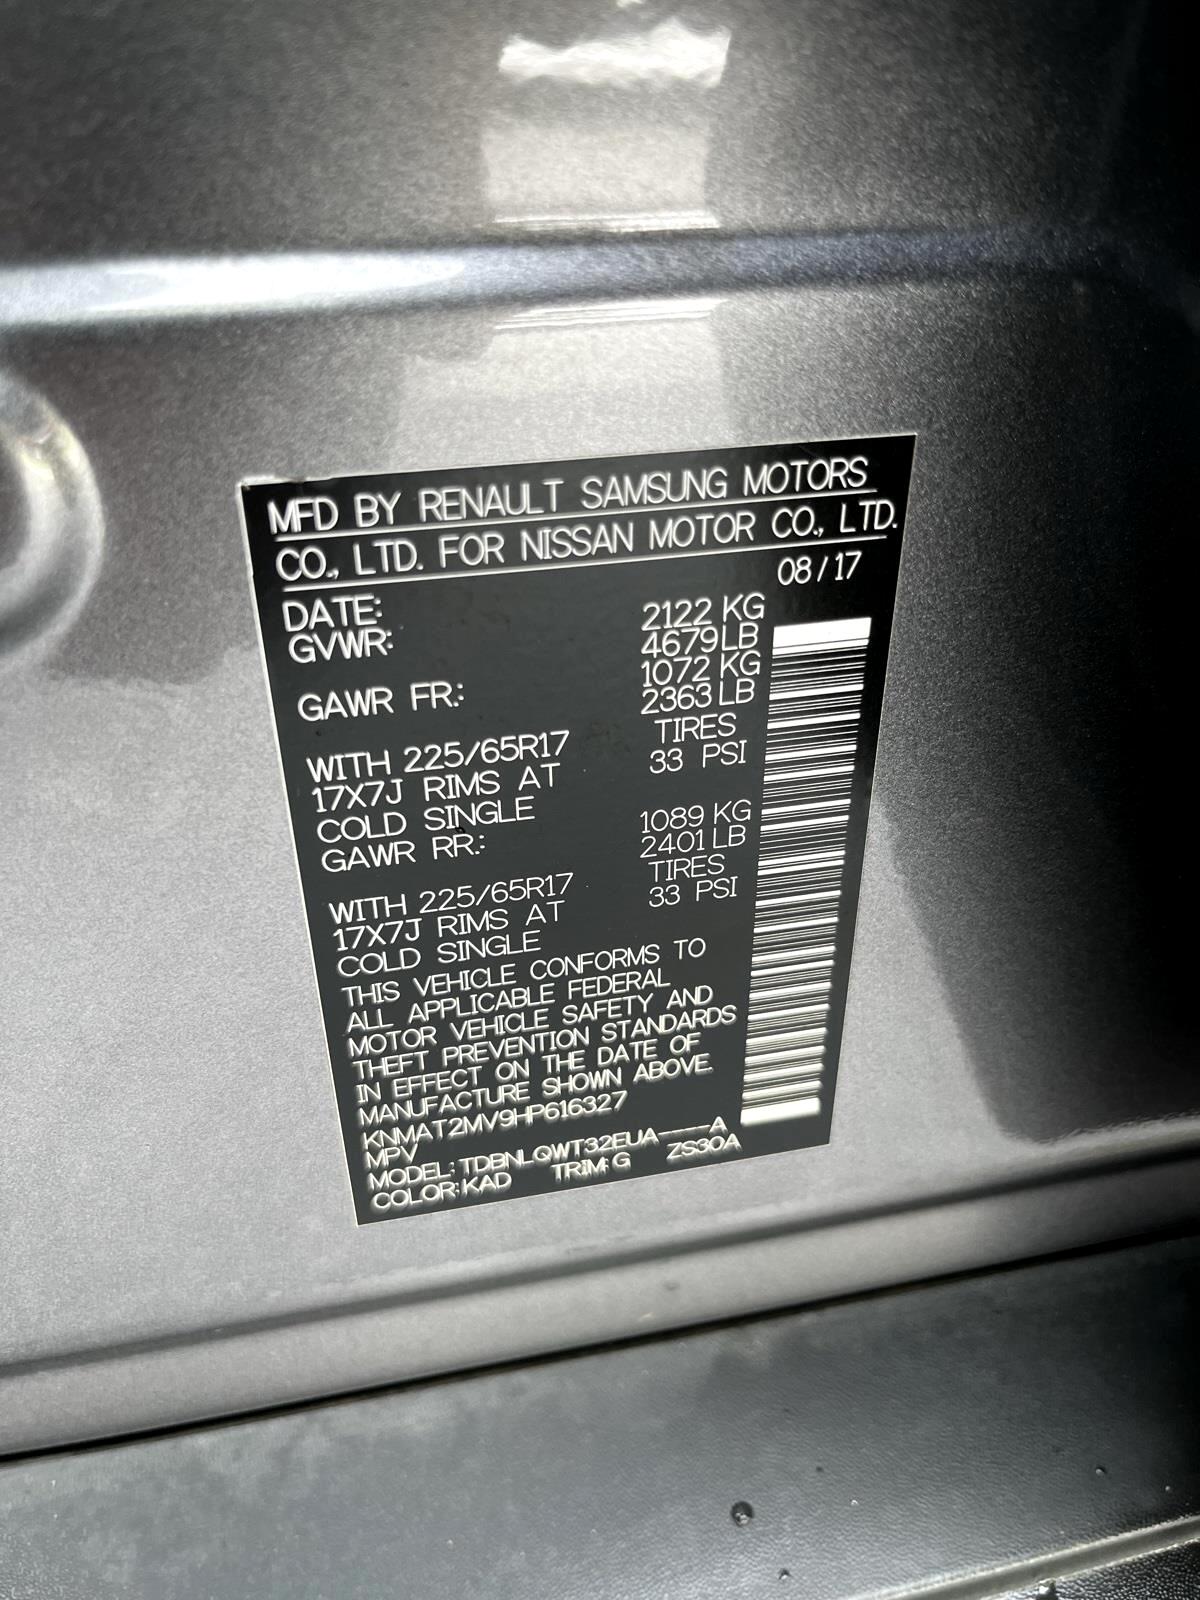 MFD BY RENAULT SAMSUNG MOTORS
CO., LTD. FOR NISSAN MOTOR CO., LTD.
DATE: 08/17
GVWR: 2122 KG
4679 LB
GAWR FR.: 1072 KG
2363 LB
WITH 225/65R17 TIRES
17X7J RIMS AT 33 PSI
COLD SINGLE
GAWR RR.: 1089 KG
2401 LB
WITH 225/65R17 TIRES
17X7J RIMS AT 33 PSI
COLD SINGLE
THIS VEHICLE CONFORMS TO
ALL APPLICABLE FEDERAL
MOTOR VEHICLE SAFETY AND
THEFT PREVENTION STANDARDS
IN EFFECT ON THE DATE OF
MANUFACTURE SHOWN ABOVE.
KNMAT2MV9HP616327
MPV
MODEL: TDBNLQWT32EUA----A
COLOR: KAD TRIM: G ZS30A